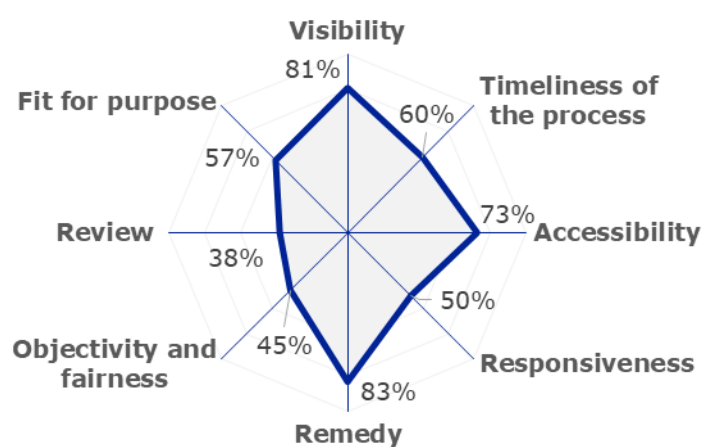 Visibility
81%
Timeliness of
the process
60%
Fit for purpose
57%
73%
Accessibility
Review
38%
50%
Responsiveness
Objectivity and
fairness
45%
83%
Remedy